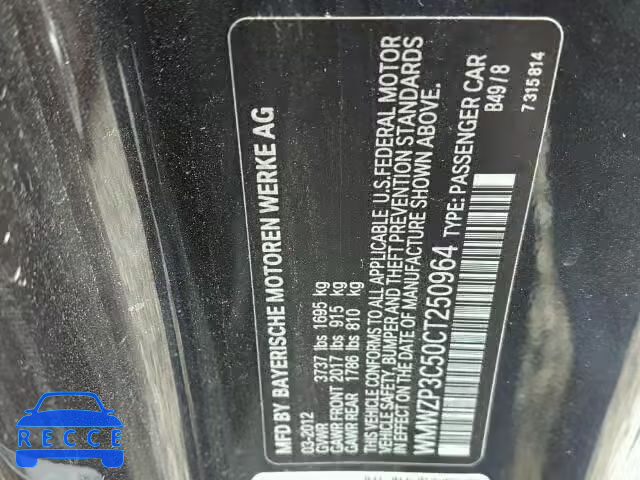 MFD BY BAYERISCHE MOTOREN WERKE AG
03-2012
GVWR 3737 lbs 1695 kg
GAWR FRONT 2017 lbs 915 kg
GAWR REAR 1786 lbs 810 kg
THIS VEHICLE CONFORMS TO ALL APPLICABLE U.S.FEDERAL MOTOR
VEHICLE SAFETY, BUMPER AND THEFT PREVENTION STANDARDS
IN EFFECT ON THE DATE OF MANUFACTURE SHOWN ABOVE.
WMWZP3C50CT250964 TYPE: PASSENGER CAR
B49/8
7315814
RECCE